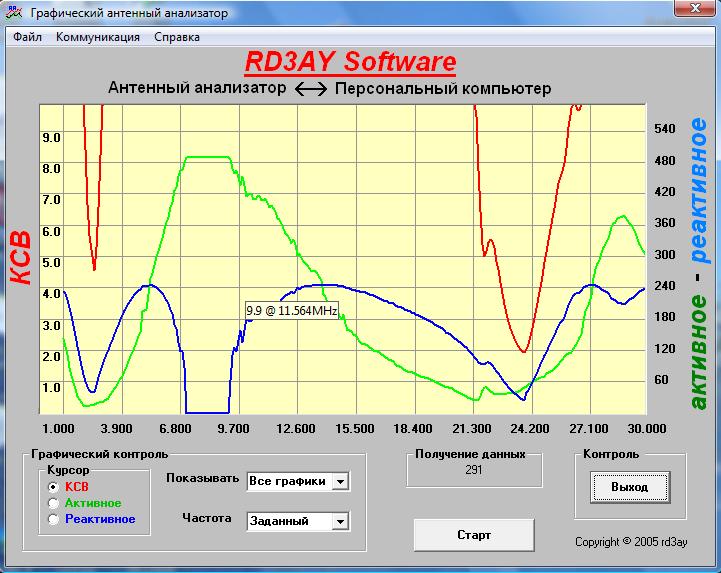 Графический антенный анализатор
Файл Коммуникация Справка
RD3AY Software
Антенный анализатор <--> Персональный компьютер
КСВ
9.0
8.0
7.0
6.0
5.0
4.0
3.0
2.0
1.0
9.9 @ 11.564MHz
540
480
420
360
300
240
180
120
60
активное - реактивное
1.000 3.900 6.800 9.700 12.600 15.500 18.400 21.300 24.200 27.100 30.000
Графический контроль
Курсор
КСВ
Активное
Реактивное
Показывать Все графики
Частота Заданный
Получение данных
291
Старт
Контроль
Выход
Copyright © 2005 rd3ay